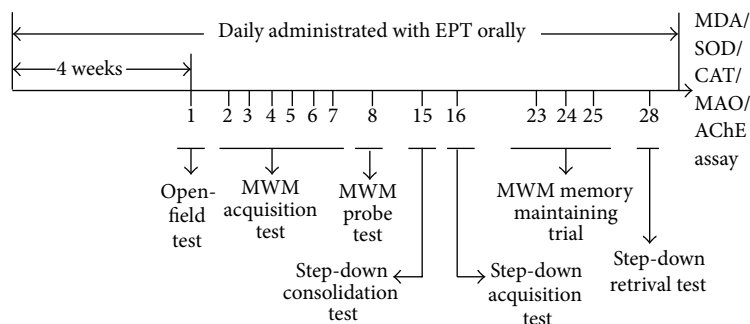 Daily administrated with EPT orally
4 weeks
MDA/
SOD/
CAT/
MAO/
AChE
assay
1 2 3 4 5 6 7 8 15 16 23 24 25 28
Open-
field
test
MWM
acquisition
test
MWM
probe
test
MWM memory
maintaining
trial
Step-down
consolidation
test
Step-down
acquisition
test
Step-down
retrival test